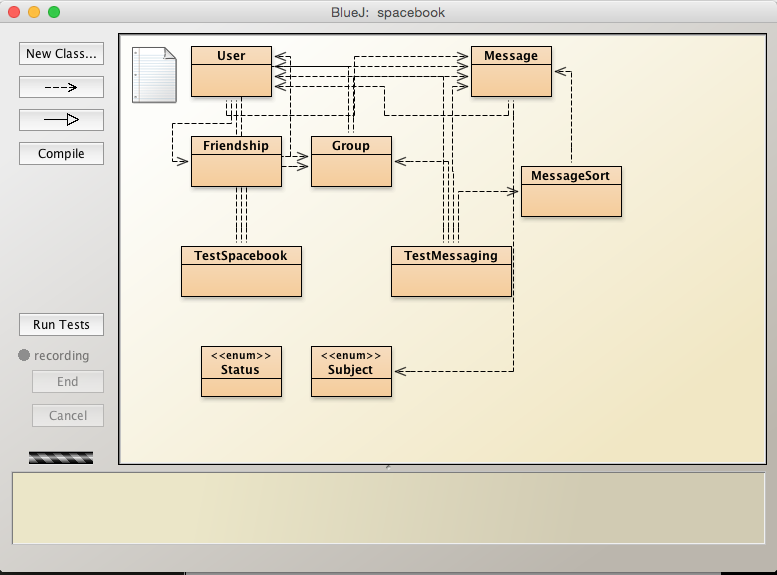 BlueJ: spacebook
New Class...
Compile
User
Message
Friendship
Group
MessageSort
TestSpacebook
TestMessaging
Run Tests
recording
End
Cancel
<<enum>>
Status
<<enum>>
Subject